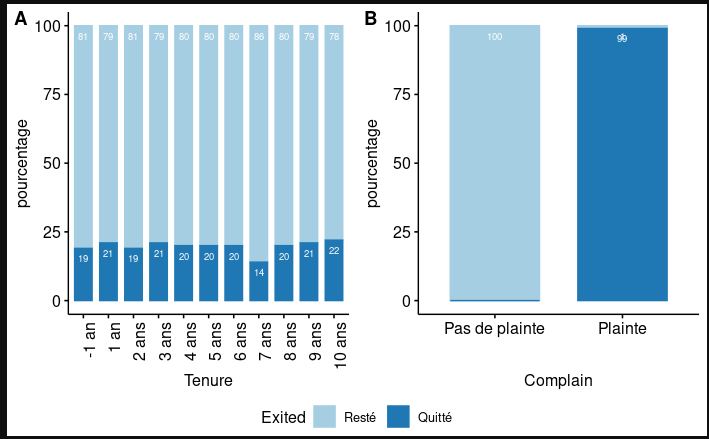 A
B
pourcentage
100
75
50
25
0
81 79 81 79 80 80 80 86 80 79 78
19 21 19 21 20 20 20 14 20 21 22
-1 an 1 an 2 ans 3 ans 4 ans 5 ans 6 ans 7 ans 8 ans 9 ans 10 ans
Tenure
pourcentage
100
75
50
25
0
100
99
Pas de plainte Plainte
Complain
Exited Resté Quitté